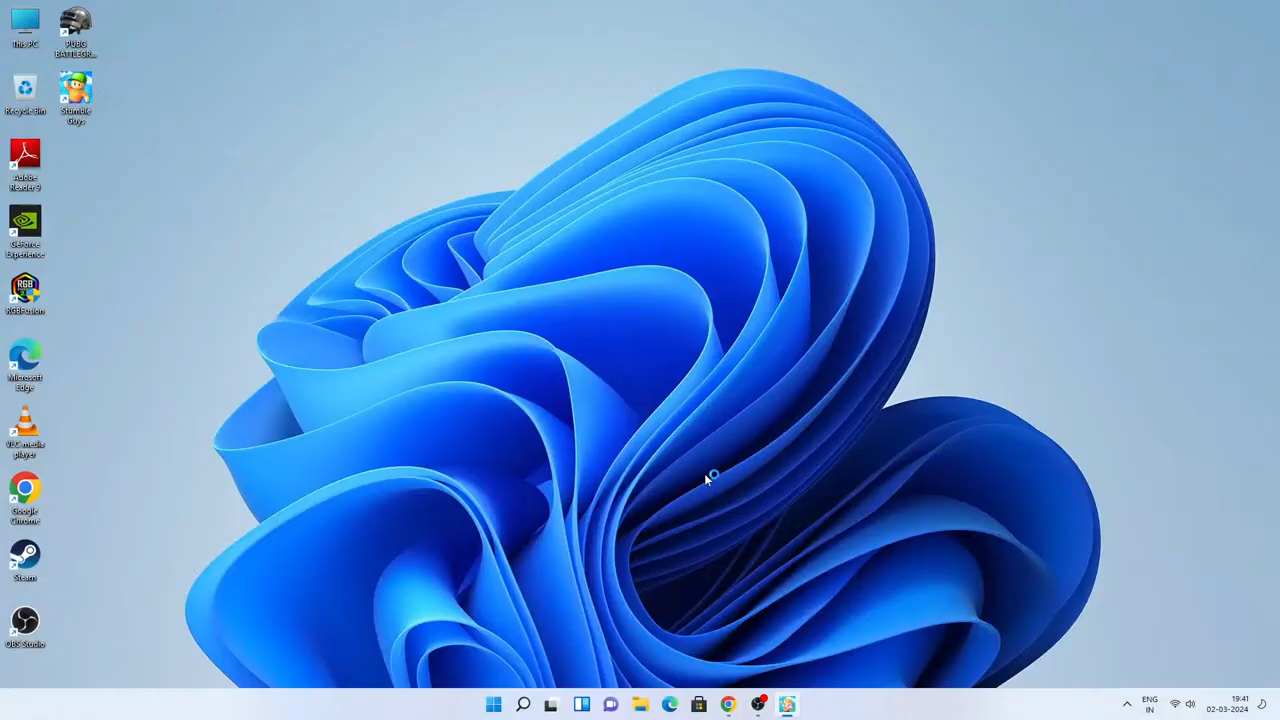 This PC
PUBG
BATTLEGR...
Recycle Bin
Stumble
Guys
Adobe
Reader 9
GeForce
Experience
RGB
RGBFusion
Microsoft
Edge
VLC media
player
Google
Chrome
Steam
OBS Studio
ENG
IN
19:41
02-03-2024